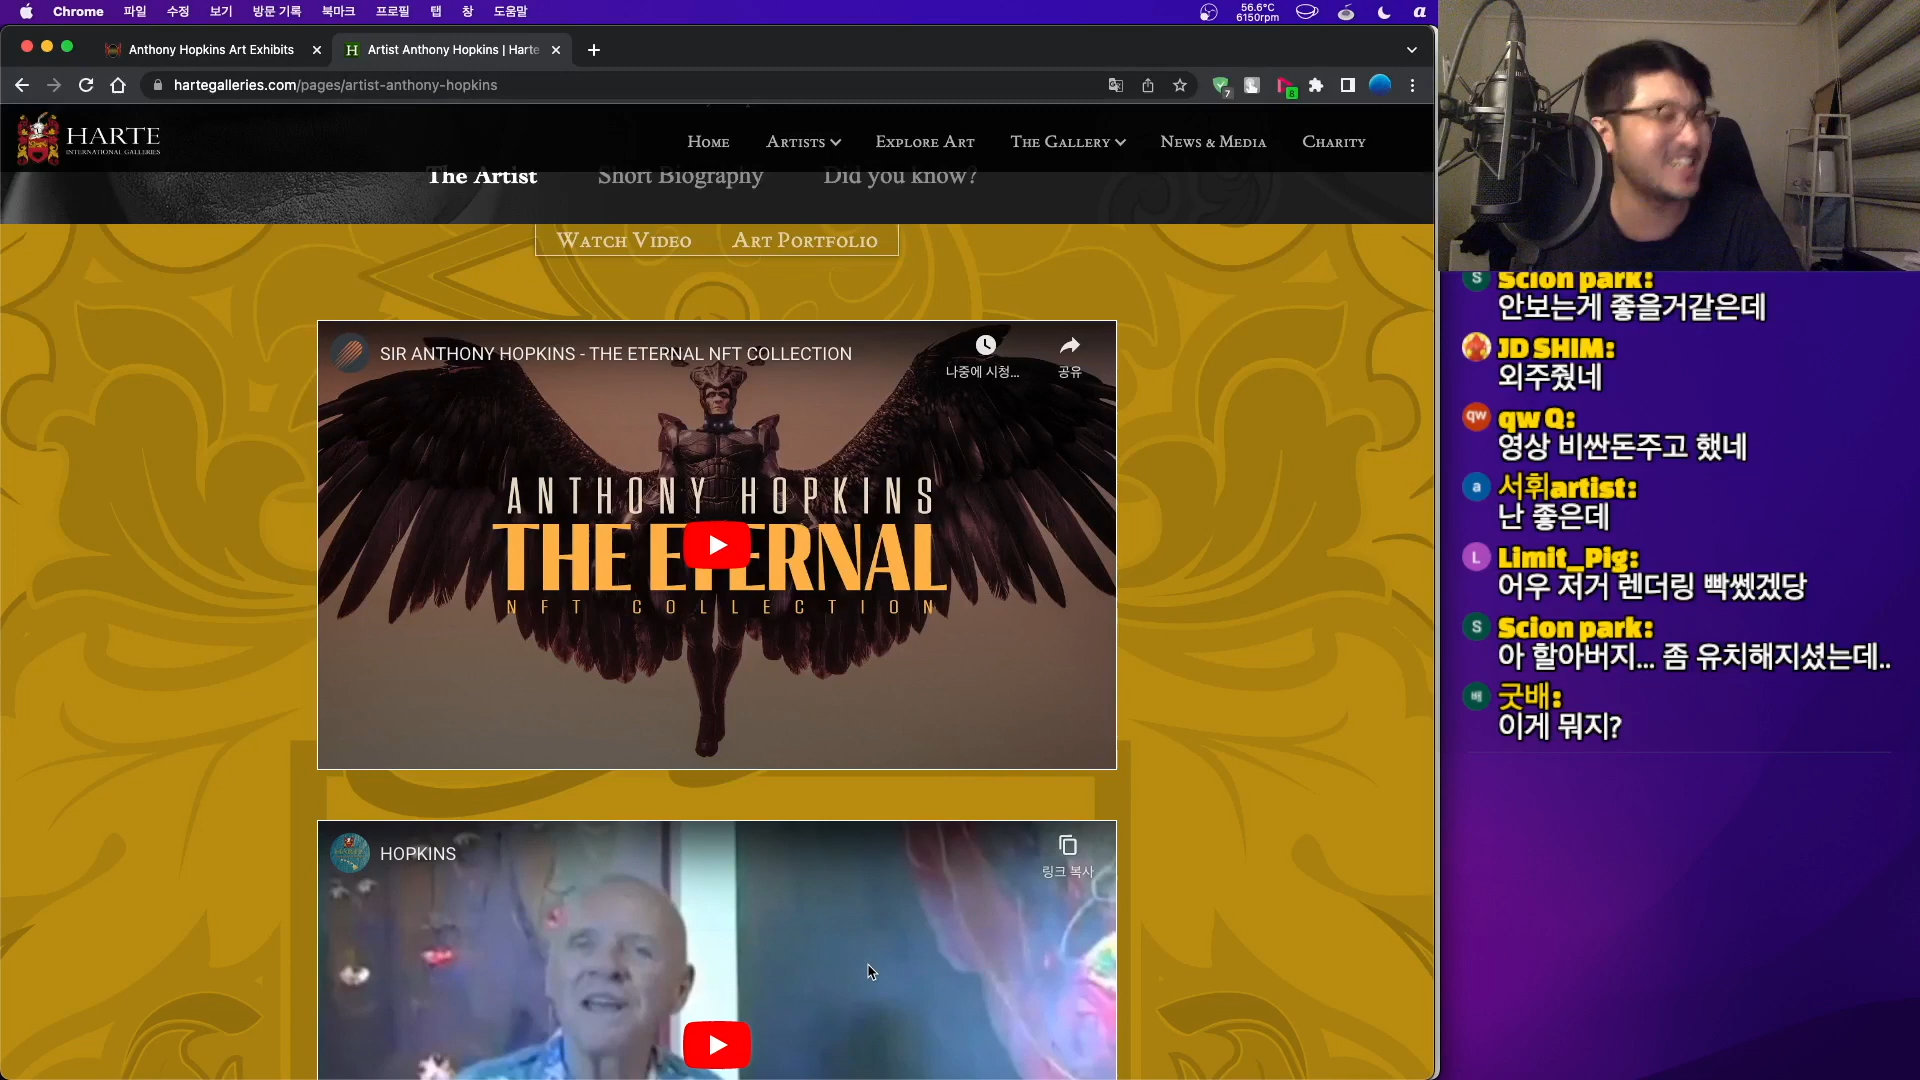 Chrome 파일 수정 보기 방문 기록 북마크 프로필 탭 창 도움말
56.6°C
6150rpm
Anthony Hopkins Art Exhibits
Artist Anthony Hopkins | Harte
hartegalleries.com/pages/artist-anthony-hopkins
7
8
HARTE
INTERNATIONAL GALLERIES
HOME ARTISTS EXPLORE ART THE GALLERY NEWS & MEDIA CHARITY
The Artist Short Biography Did you know?
WATCH VIDEO ART PORTFOLIO
SIR ANTHONY HOPKINS - THE ETERNAL NFT COLLECTION
나중에 시청...
공유
ANTHONY HOPKINS
THE ETERNAL
NFT COLLECTION
HOPKINS
링크 복사
S
Scion park:
안보는게 좋을거같은데
JD SHIM:
외주줬네
qw
qw Q:
영상 비싼돈주고 했네
a
서휘artist:
난 좋은데
L
Limit_Pig:
어우 저거 렌더링 빡쎘겠당
S
Scion park:
아 할아버지... 좀 유치해지셨는데..
배
굿배:
이게 뭐지?